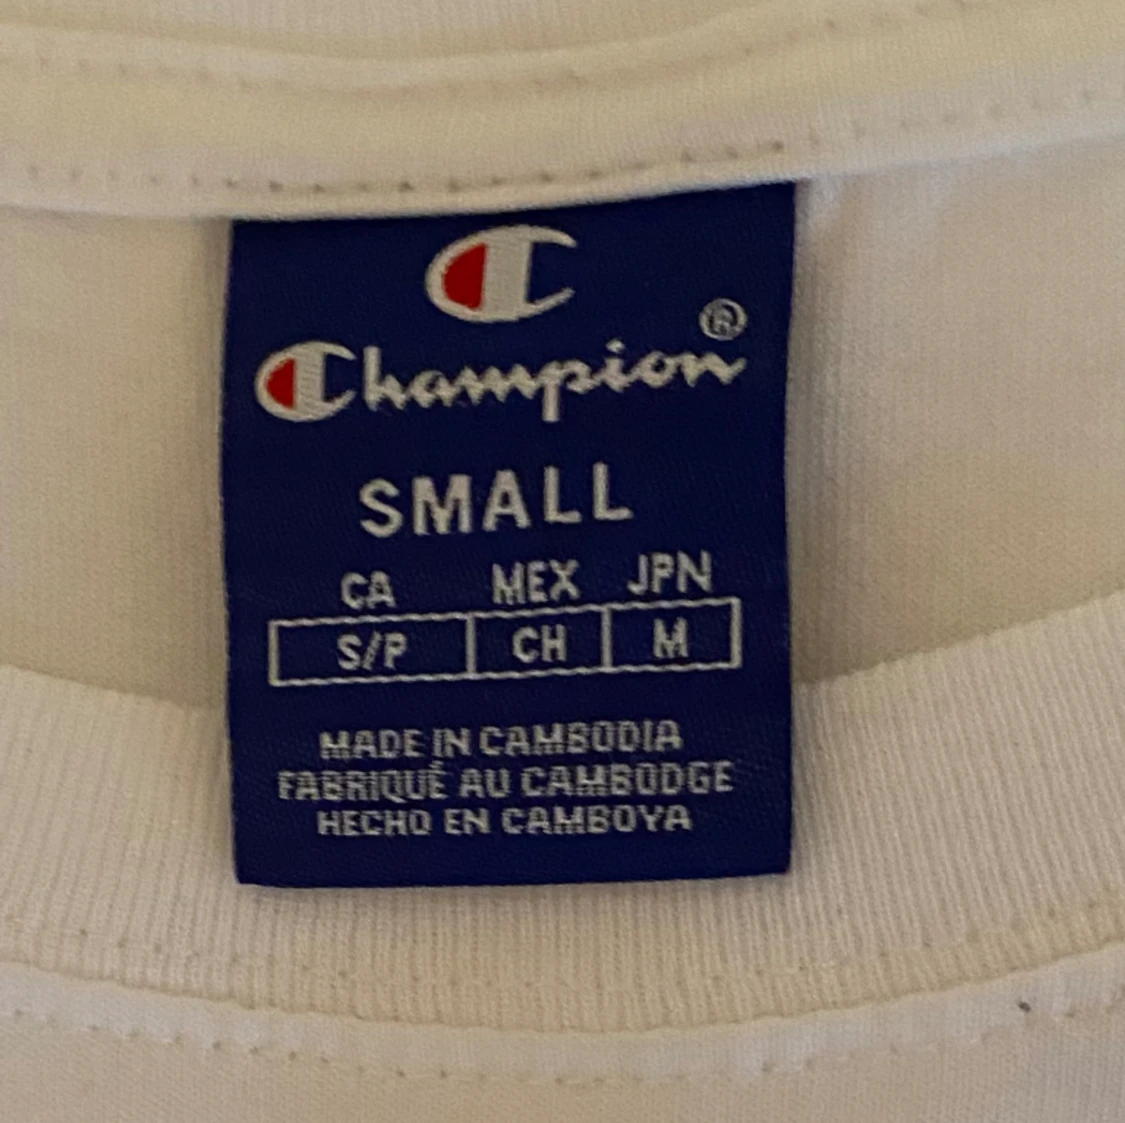 Champion®
SMALL
CA MEX JPN
S/P CH M
MADE IN CAMBODIA
FABRIQUÉ AU CAMBODGE
HECHO EN CAMBOYA